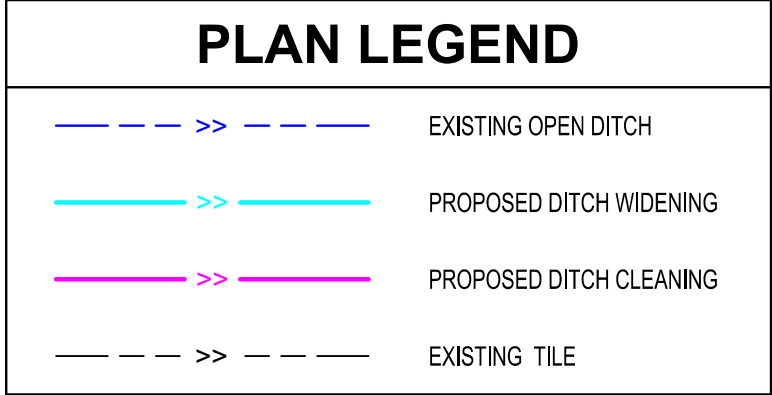 PLAN LEGEND
>> EXISTING OPEN DITCH
>> PROPOSED DITCH WIDENING
>> PROPOSED DITCH CLEANING
>> EXISTING TILE